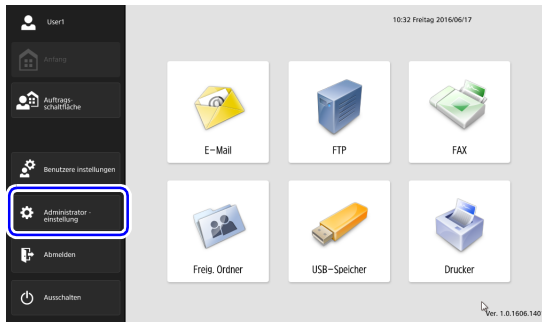 User1
10:32 Freitag 2016/06/17
Anfang
Auftrags-
schaltfläche
Benutzere instellungen
Administrator -
einstellung
Abmelden
Ausschalten
E-Mail
FTP
FAX
Freig. Ordner
USB-Speicher
Drucker
Ver. 1.0.1606.140